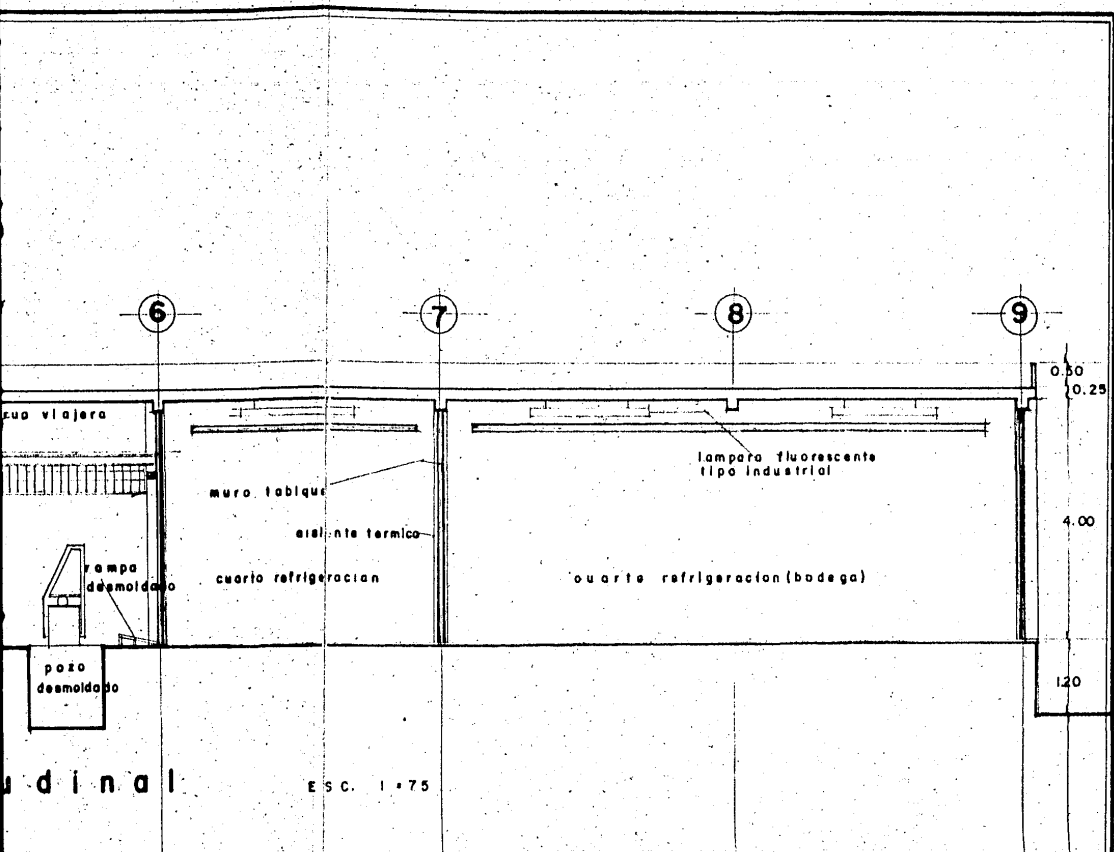 6
7
8
9
0.50
0.25
viajera
lampara fluorescente
tipo industrial
muro tabique
4.00
aislante termico
rampa
desmoldado
cuarto refrigeracion
cuarto refrigeracion (bodega)
pozo
desmoldado
1.20
udinal
ESC. 1:75